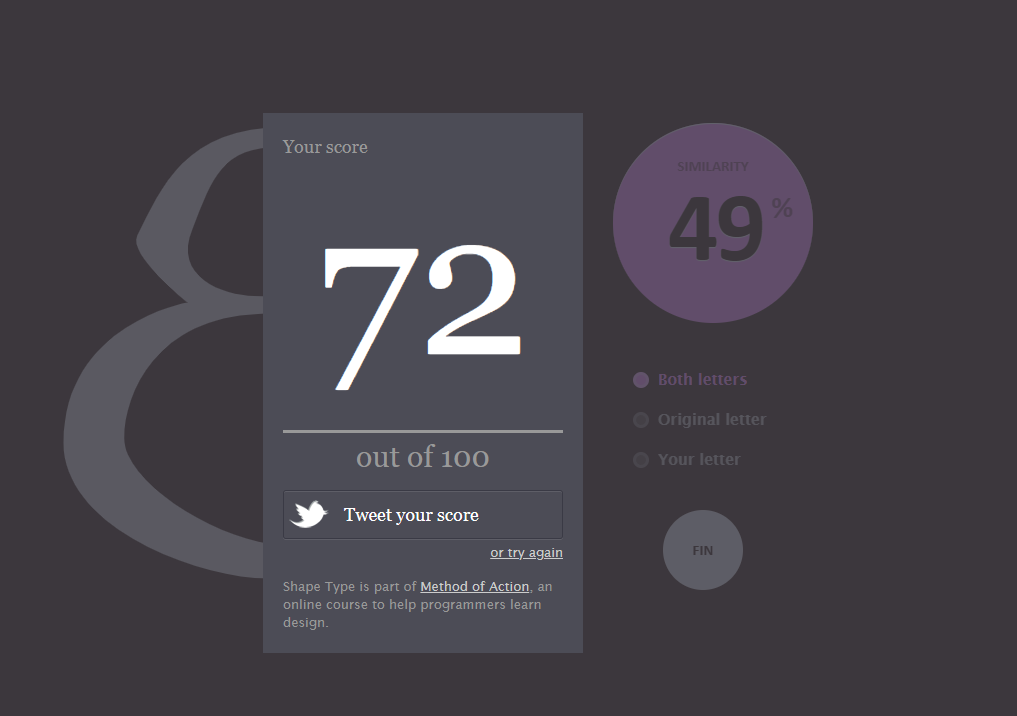 Your score
72
out of 100
Tweet your score
or try again
Shape Type is part of Method of Action, an
online course to help programmers learn
design.
SIMILARITY
49%
Both letters
Original letter
Your letter
FIN